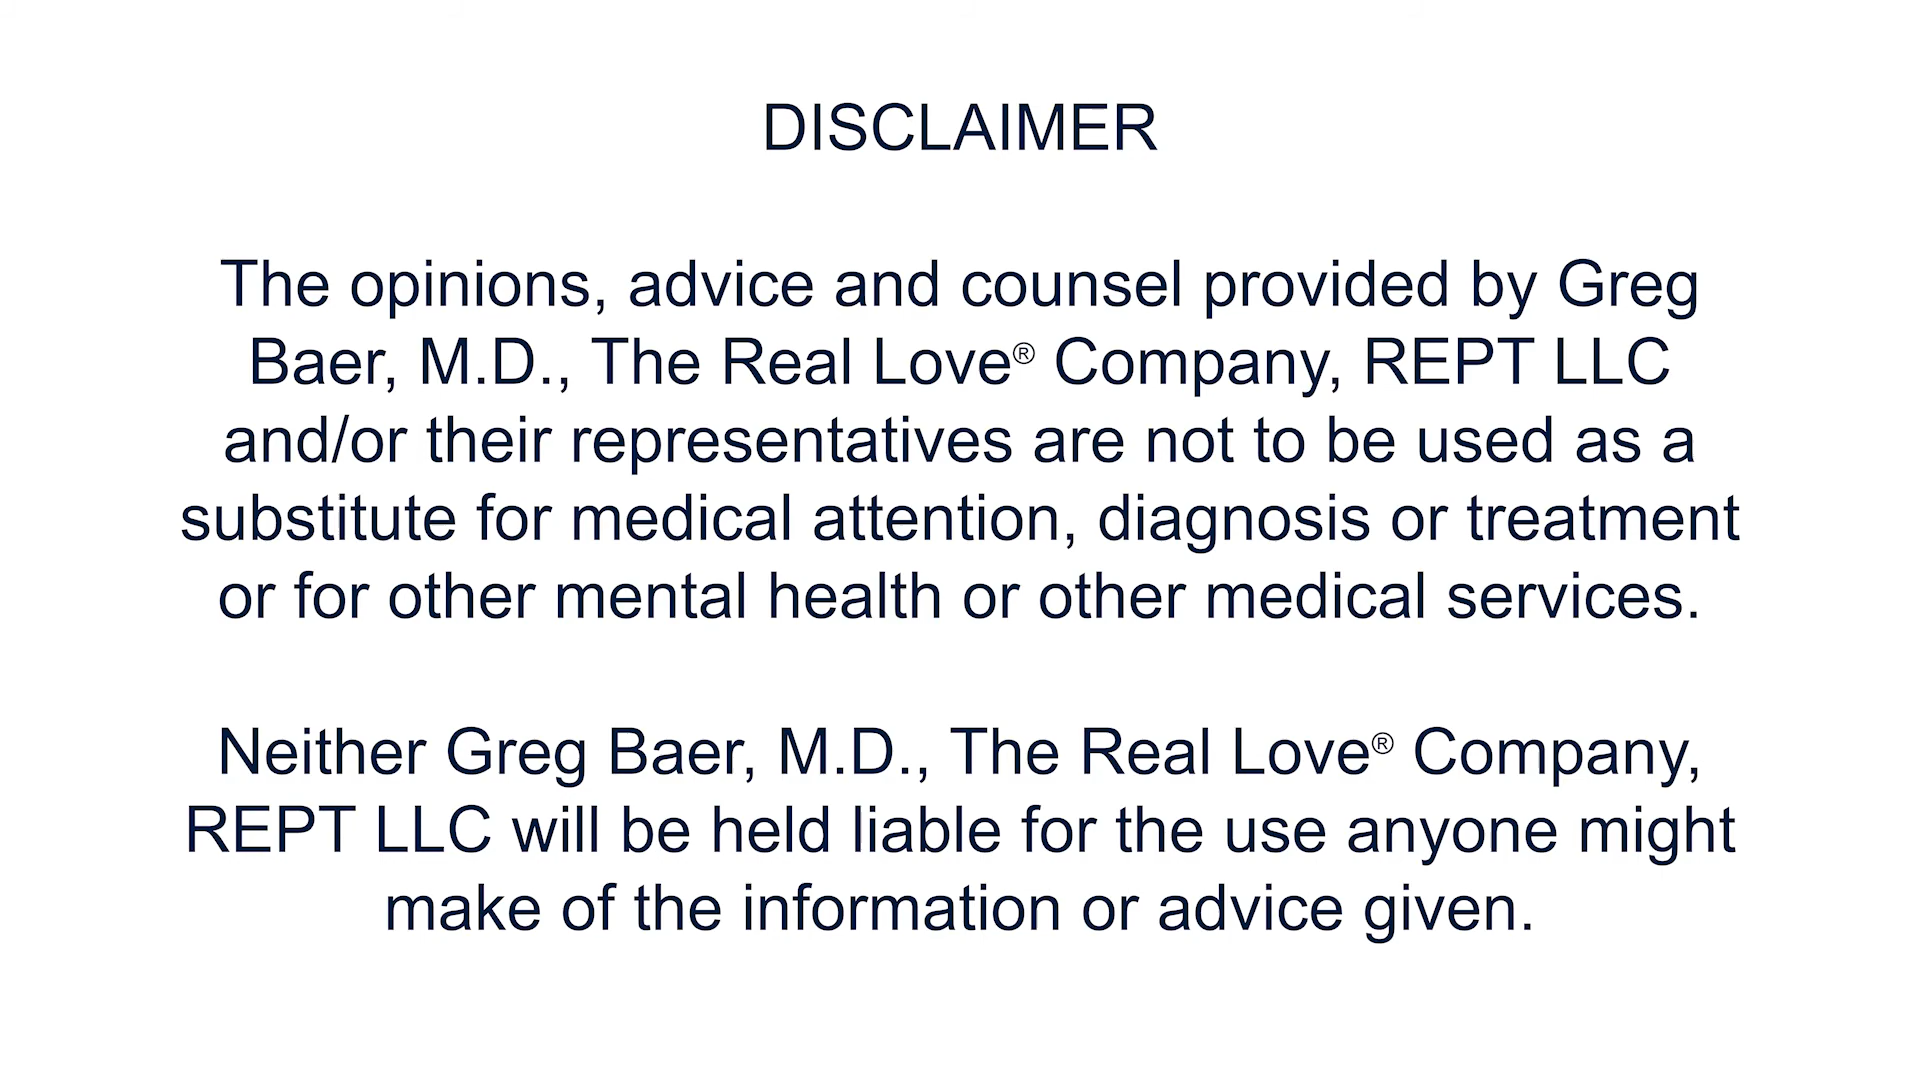 DISCLAIMER
The opinions, advice and counsel provided by Greg
Baer, M.D., The Real Love® Company, REPT LLC
and/or their representatives are not to be used as a
substitute for medical attention, diagnosis or treatment
or for other mental health or other medical services.
Neither Greg Baer, M.D., The Real Love® Company,
REPT LLC will be held liable for the use anyone might
make of the information or advice given.